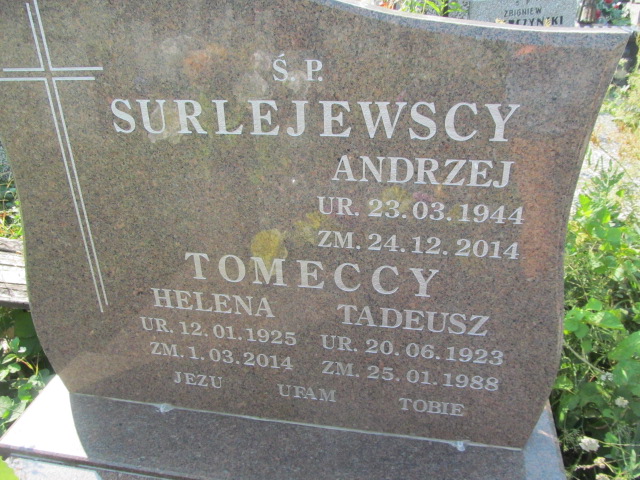 ZBIGNIEW
Ś. P.
SURLEJEWSCY
ANDRZEJ
UR. 23.03.1944
ZM. 24.12.2014
TOMECCY
HELENA TADEUSZ
UR. 12.01.1925 UR. 20.06.1923
ZM. 1.03.2014 ZM. 25.01.1988
JEZU UFAM TOBIE